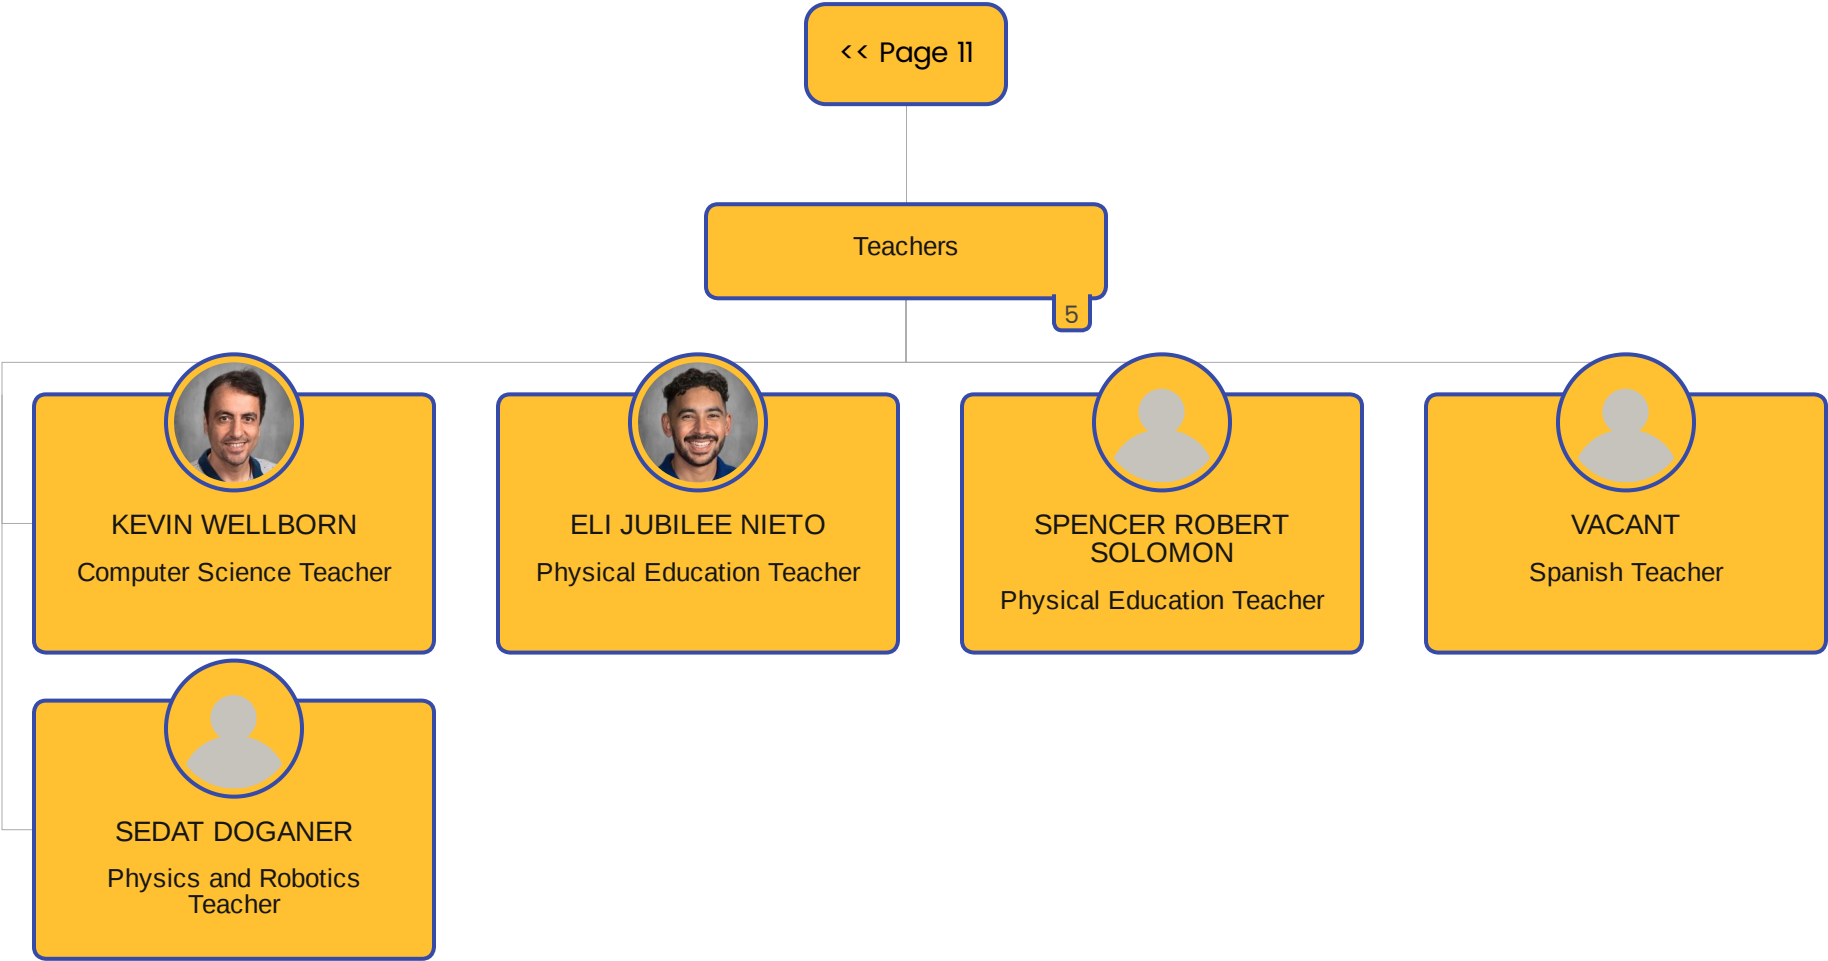 << Page 11
Teachers
5
KEVIN WELLBORN
Computer Science Teacher
ELI JUBILEE NIETO
Physical Education Teacher
SPENCER ROBERT
SOLOMON
Physical Education Teacher
VACANT
Spanish Teacher
SEDAT DOGANER
Physics and Robotics
Teacher